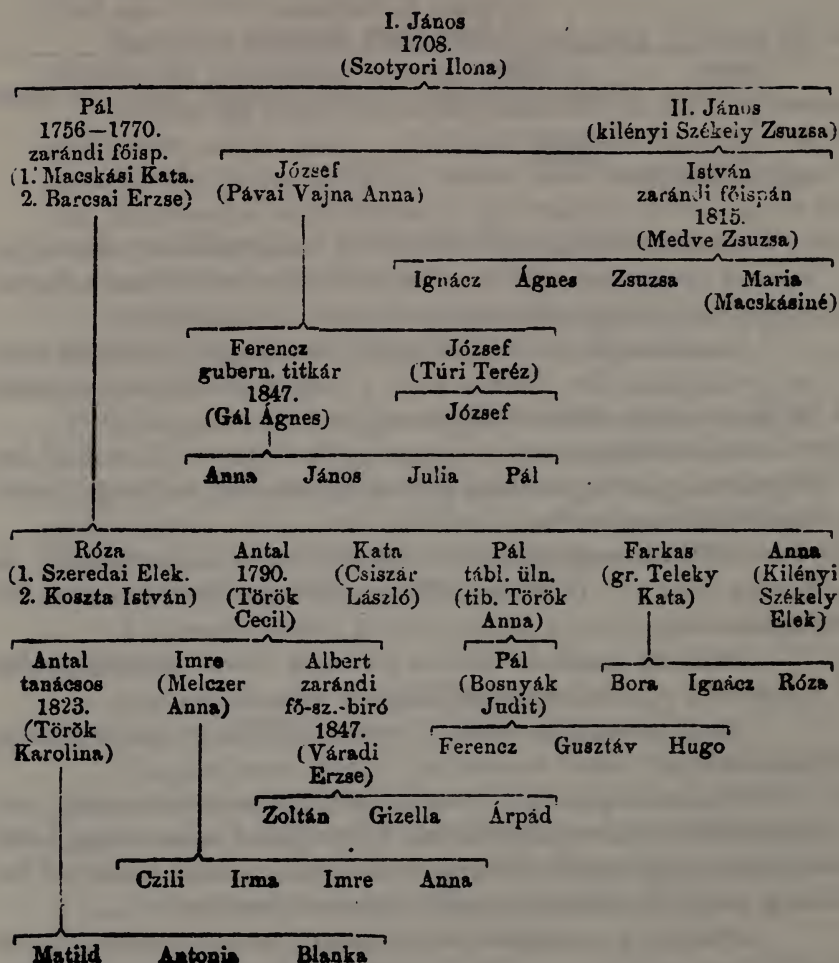 I. János
1708.
(Szotyori Ilona)
Pál
1756—1770.
zarándi főisp.
(1. Macskási Kata.
2. Barcsai Erzse)
II. János
(kilényi Székely Zsuzsa)
József
(Pávai Vajna Anna)
István
zarándi főispán
1815.
(Medve Zsuzsa)
Ignácz Ágnes Zsuzsa Maria
(Macskásiné)
Ferencz
gubern. titkár
1847.
(Gál Ágnes)
József
(Túri Teréz)
József
Anna János Julia Pál
Róza
(1. Szeredai Elek.
2. Koszta István)
Antal
1790.
(Török
Cecil)
Kata
(Csiszár
László)
Pál
tábl. üln.
(tib. Török
Anna)
Farkas
(gr. Teleky
Kata)
Anna
(Kilényi
Székely
Elek)
Antal
tanácsos
1823.
(Török
Karolina)
Imre
(Melczer
Anna)
Albert
zarándi
fő-sz.-biró
1847.
(Váradi
Erzse)
Pál
(Bosnyák
Judit)
Bora Ignácz Róza
Ferencz Gusztáv Hugo
Zoltán Gizella Árpád
Czili Irma Imre Anna
Matild Antonia Blanka